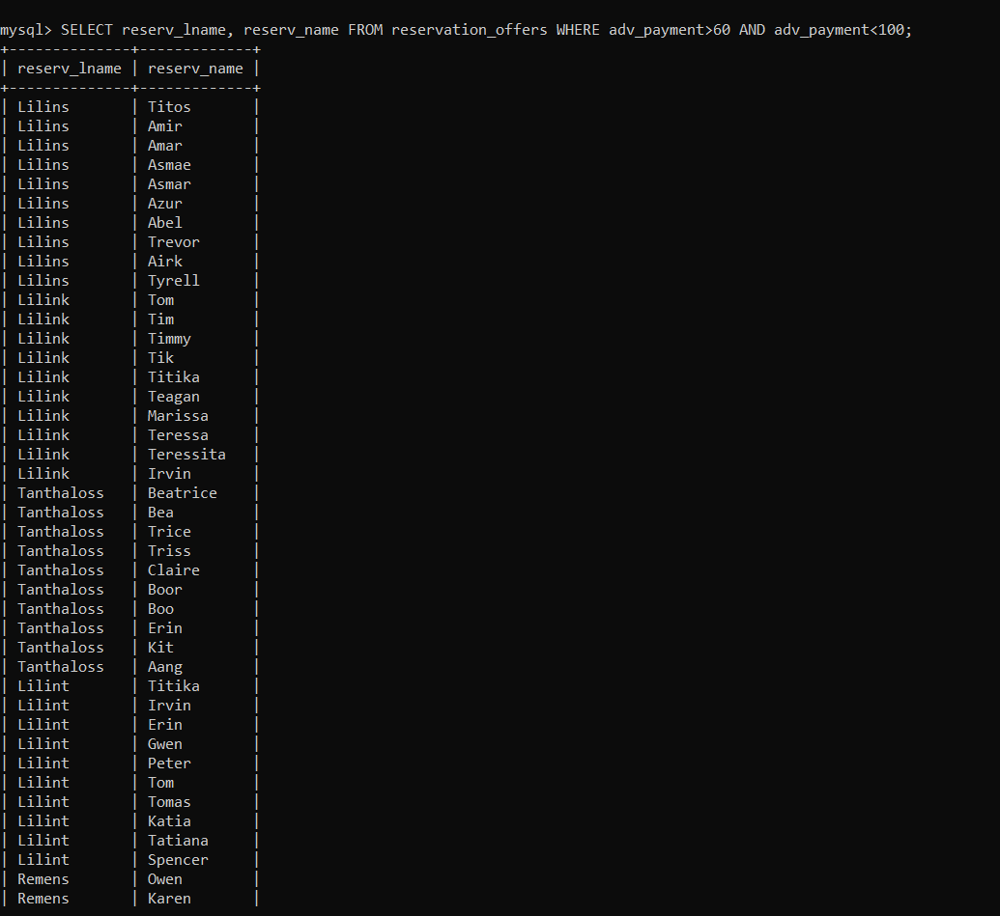 mysql> SELECT reserv_lname, reserv_name FROM reservation_offers WHERE adv_payment>60 AND adv_payment<100;
+--------------+-------------+
| reserv_lname | reserv_name |
+--------------+-------------+
| Lilins       | Titos       |
| Lilins       | Amir        |
| Lilins       | Amar        |
| Lilins       | Asmae       |
| Lilins       | Asmar       |
| Lilins       | Azur        |
| Lilins       | Abel        |
| Lilins       | Trevor      |
| Lilins       | Airk        |
| Lilins       | Tyrell      |
| Lilink       | Tom         |
| Lilink       | Tim         |
| Lilink       | Timmy       |
| Lilink       | Tik         |
| Lilink       | Titika      |
| Lilink       | Teagan      |
| Lilink       | Marissa     |
| Lilink       | Teressa     |
| Lilink       | Teressita   |
| Lilink       | Irvin       |
| Tanthaloss   | Beatrice    |
| Tanthaloss   | Bea         |
| Tanthaloss   | Trice       |
| Tanthaloss   | Triss       |
| Tanthaloss   | Claire      |
| Tanthaloss   | Boor        |
| Tanthaloss   | Boo         |
| Tanthaloss   | Erin        |
| Tanthaloss   | Kit         |
| Tanthaloss   | Aang        |
| Lilint       | Titika      |
| Lilint       | Irvin       |
| Lilint       | Erin        |
| Lilint       | Gwen        |
| Lilint       | Peter       |
| Lilint       | Tom         |
| Lilint       | Tomas       |
| Lilint       | Katia       |
| Lilint       | Tatiana     |
| Lilint       | Spencer     |
| Remens       | Owen        |
| Remens       | Karen       |